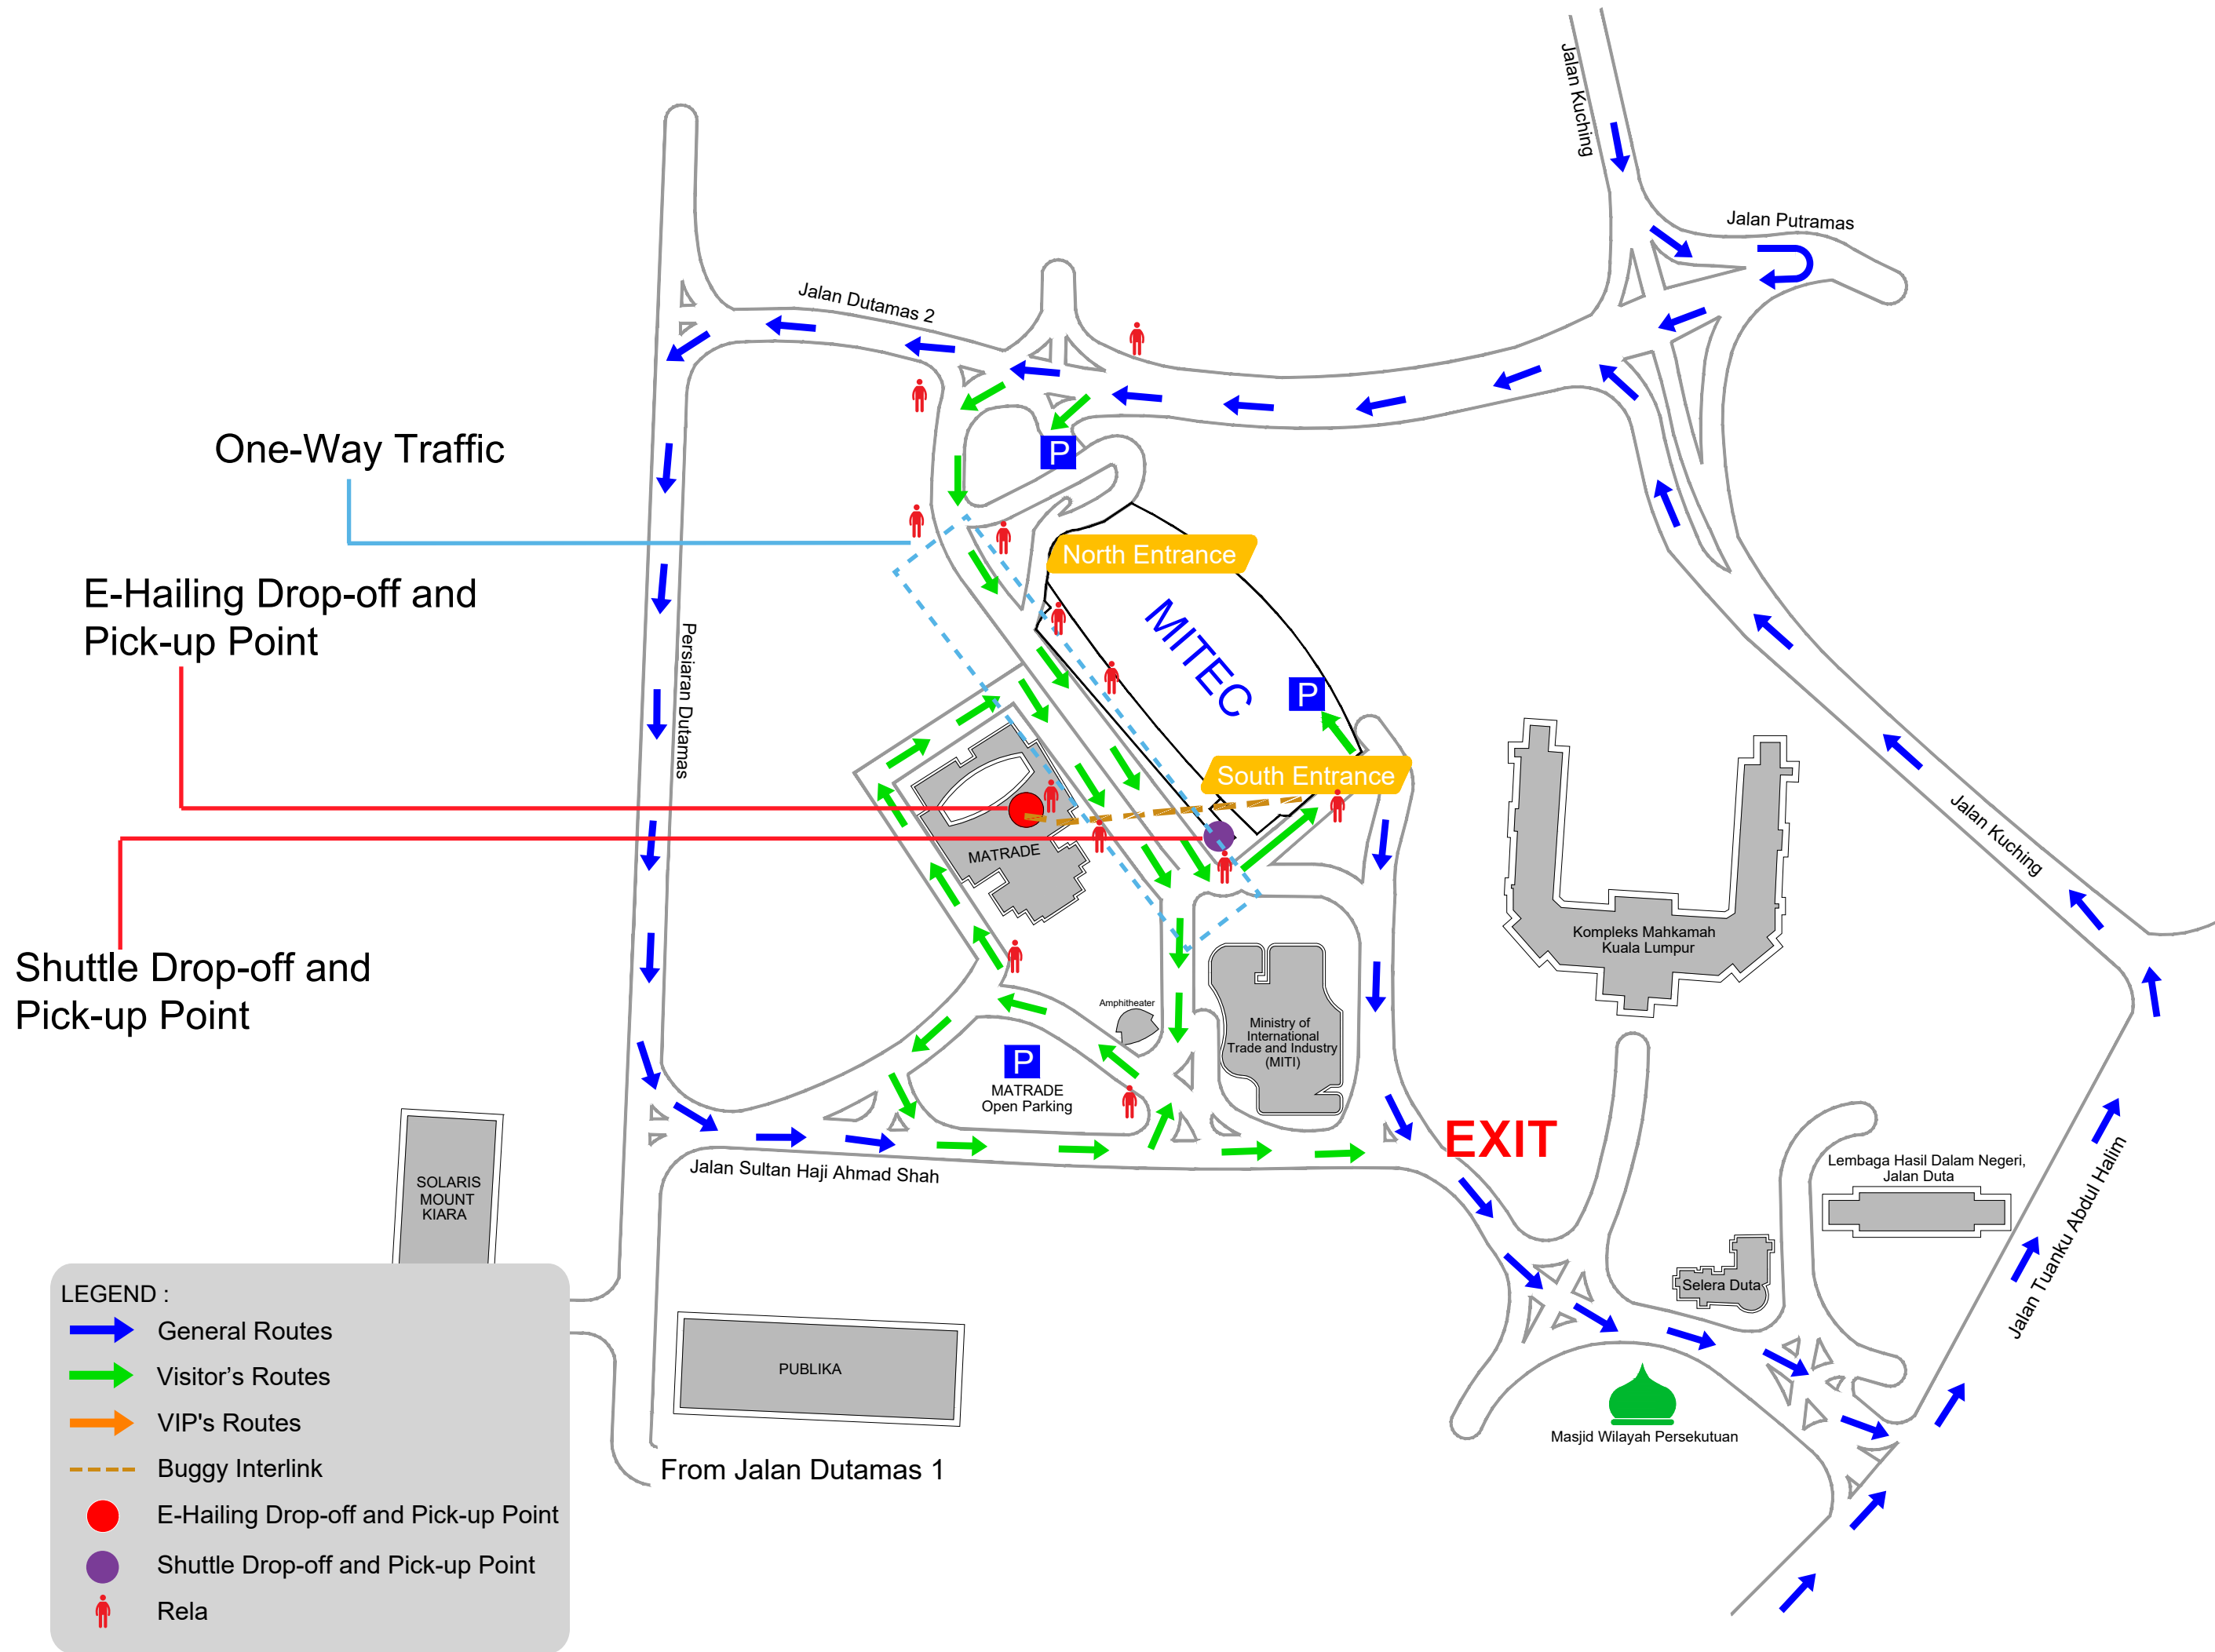 Jalan Kuching
Jalan Putramas
Jalan Dutamas 2
One-Way Traffic
P
North Entrance
E-Hailing Drop-off and
Pick-up Point
MITEC
Persiaran Dutamas
P
South Entrance
Jalan Kuching
MATRADE
Shuttle Drop-off and
Pick-up Point
Kompleks Mahkamah
Kuala Lumpur
Amphitheater
Ministry of
International
Trade and Industry
(MITI)
P
MATRADE
Open Parking
EXIT
Jalan Sultan Haji Ahmad Shah
Lembaga Hasil Dalam Negeri,
Jalan Duta
Jalan Tuanku Abdul Halim
SOLARIS
MOUNT
KIARA
Selera Duta
PUBLIKA
Masjid Wilayah Persekutuan
From Jalan Dutamas 1
LEGEND :
General Routes
Visitor’s Routes
VIP's Routes
Buggy Interlink
E-Hailing Drop-off and Pick-up Point
Shuttle Drop-off and Pick-up Point
Rela